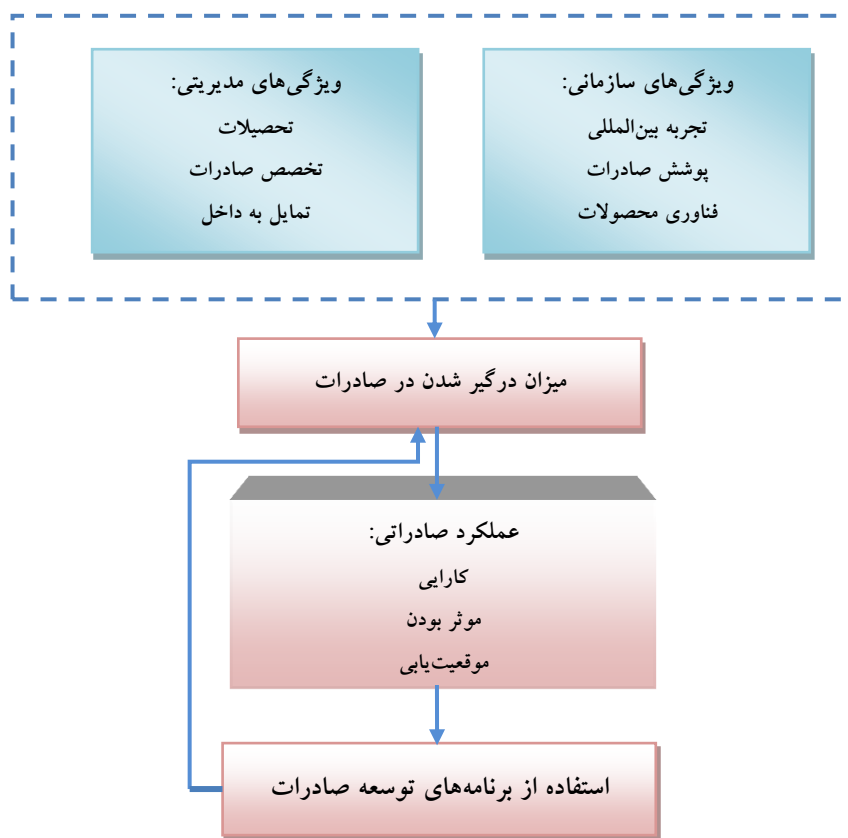 ویژگی‌های سازمانی:
تجربه بین‌المللی
پوشش صادرات
فناوری محصولات
ویژگی‌های مدیریتی:
تحصیلات
تخصص صادرات
تمایل به داخل
میزان درگیر شدن در صادرات
عملکرد صادراتی:
کارایی
موثر بودن
موقعیت‌یابی
استفاده از برنامه‌های توسعه صادرات